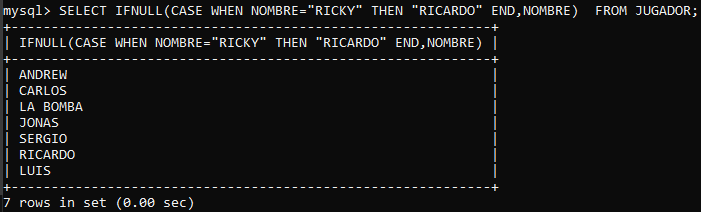 mysql> SELECT IFNULL(CASE WHEN NOMBRE="RICKY" THEN "RICARDO" END,NOMBRE)  FROM JUGADOR;
+------------------------------------------------------------+
| IFNULL(CASE WHEN NOMBRE="RICKY" THEN "RICARDO" END,NOMBRE) |
+------------------------------------------------------------+
| ANDREW                                                     |
| CARLOS                                                     |
| LA BOMBA                                                   |
| JONAS                                                      |
| SERGIO                                                     |
| RICARDO                                                    |
| LUIS                                                       |
+------------------------------------------------------------+
7 rows in set (0.00 sec)